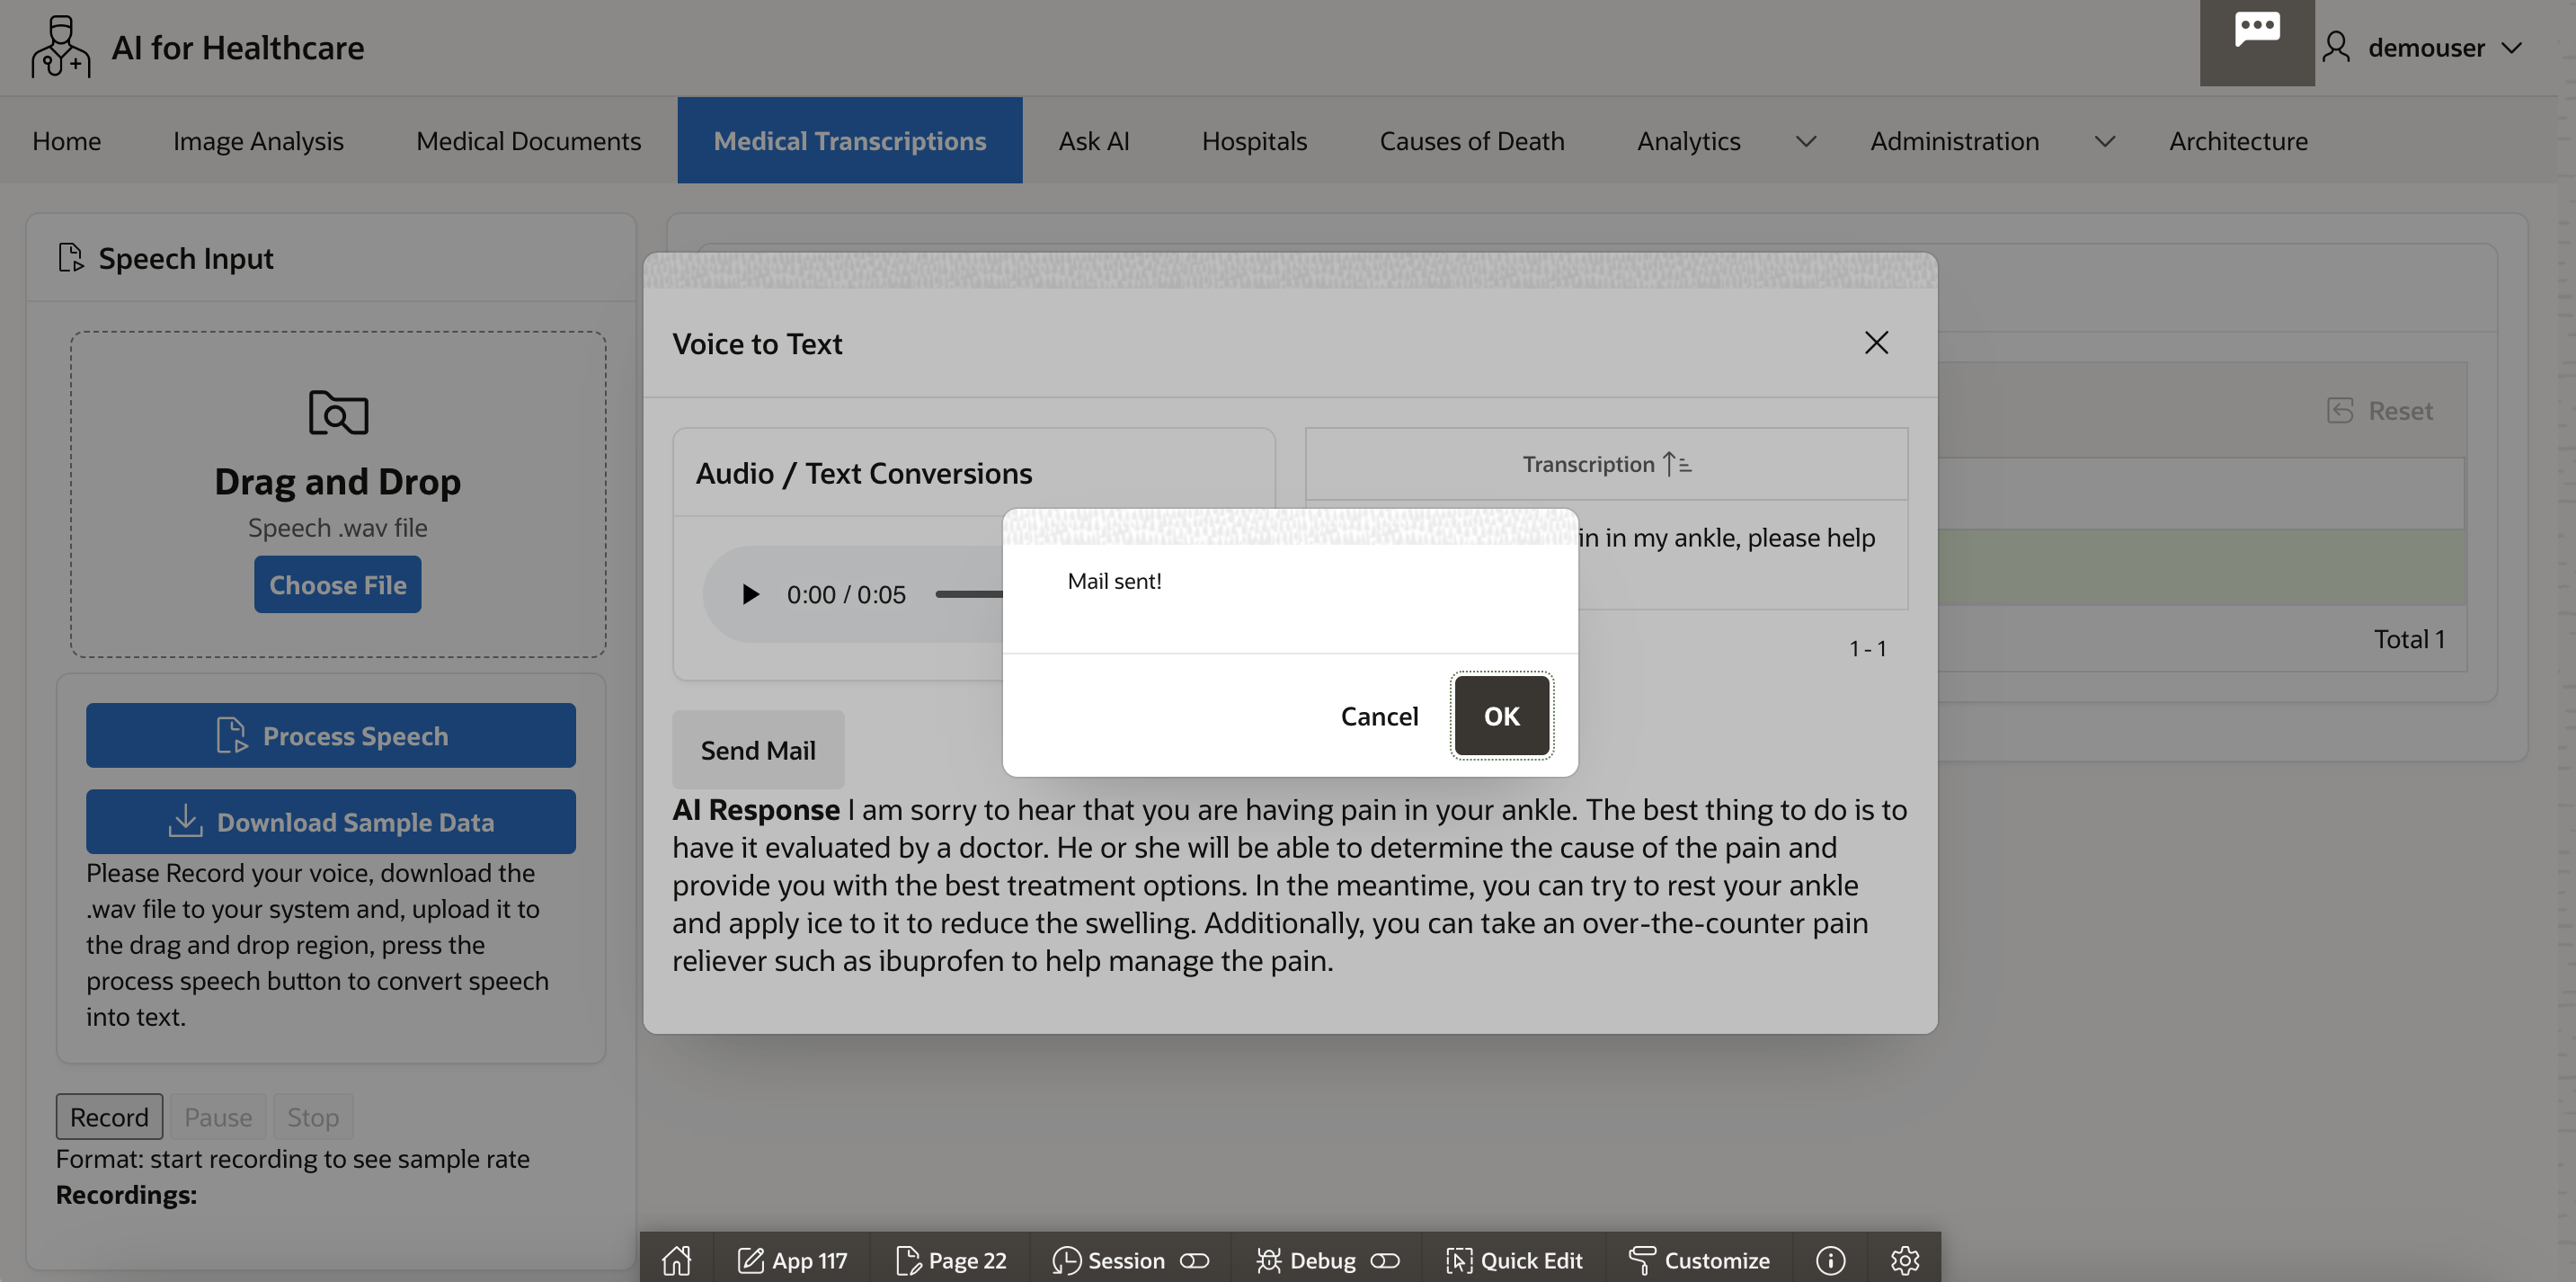 AI for Healthcare
demouser
Home
Image Analysis
Medical Documents
Medical Transcriptions
Ask AI
Hospitals
Causes of Death
Analytics
Administration
Architecture
Speech Input
Drag and Drop
Speech .wav file
Choose File
Process Speech
Download Sample Data
Please Record your voice, download the
.wav file to your system and, upload it to
the drag and drop region, press the
process speech button to convert speech
into text.
Record
Pause
Stop
Format: start recording to see sample rate
Recordings:
Voice to Text
Audio / Text Conversions
0:00 / 0:05
Transcription
in my ankle, please help
1 - 1
Mail sent!
Cancel
OK
Send Mail
AI Response I am sorry to hear that you are having pain in your ankle. The best thing to do is to
have it evaluated by a doctor. He or she will be able to determine the cause of the pain and
provide you with the best treatment options. In the meantime, you can try to rest your ankle
and apply ice to it to reduce the swelling. Additionally, you can take an over-the-counter pain
reliever such as ibuprofen to help manage the pain.
Reset
Total 1
App 117
Page 22
Session
Debug
Quick Edit
Customize